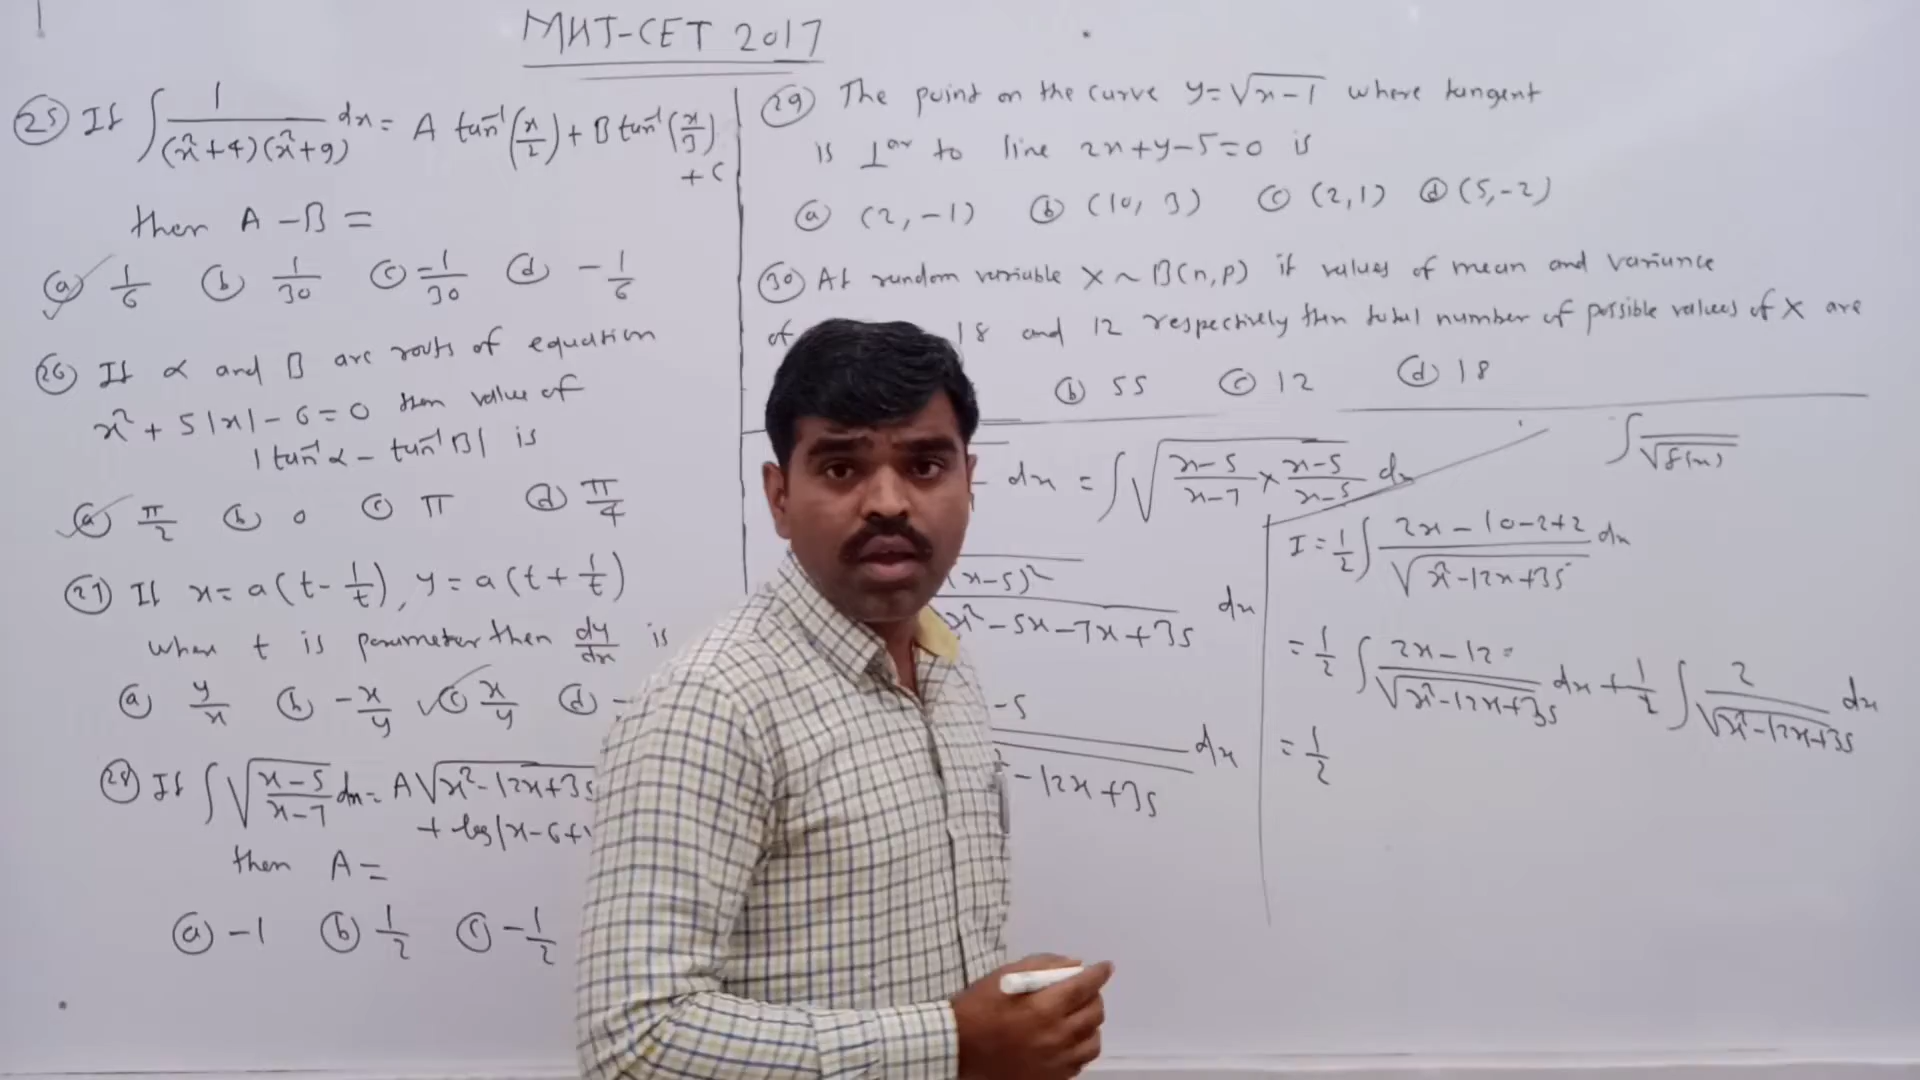 MHT-CET 2017
25 If ∫ 1/((x²+4)(x²+9)) dx = A tan⁻¹(x/2) + B tan⁻¹(x/3) + C
then A - B =
a 1/6 b 1/30 c -1/30 d -1/6
26 If α and β are roots of equation
x² + 5|x| - 6 = 0 then value of
|tan⁻¹α - tan⁻¹β| is
a π/2 b 0 c π d π/4
27 If x = a(t - 1/t), y = a(t + 1/t)
where t is parameter then dy/dx is
a y/x b -x/y c x/y d -
28 If ∫ √((x-5)/(x-7)) dx = A√(x²-12x+35
+ log|x-6+
then A =
a -1 b 1/2 c -1/2
29 The point on the curve y = √(x-1) where tangent
is ⊥ar to line 2x+y-5=0 is
a (2,-1) b (10, 3) c (2,1) d (5,-2)
30 At random variable X ~ B(n,p) if values of mean and variance
of 18 and 12 respectively then total number of possible values of X are
b 55 c 12 d 18
dx = ∫ √((x-5)/(x-7) × (x-5)/(x-5)) dx
(x-5)²
x²-5x-7x+35 dx
-5
-12x+35 dx
∫ /√f(x)
I = 1/2 ∫ (2x-10-2+2)/√(x²-12x+35) dx
= 1/2 ∫ (2x-12)/√(x²-12x+35) dx + 1/2 ∫ 2/√(x²-12x+35) dx
= 1/2